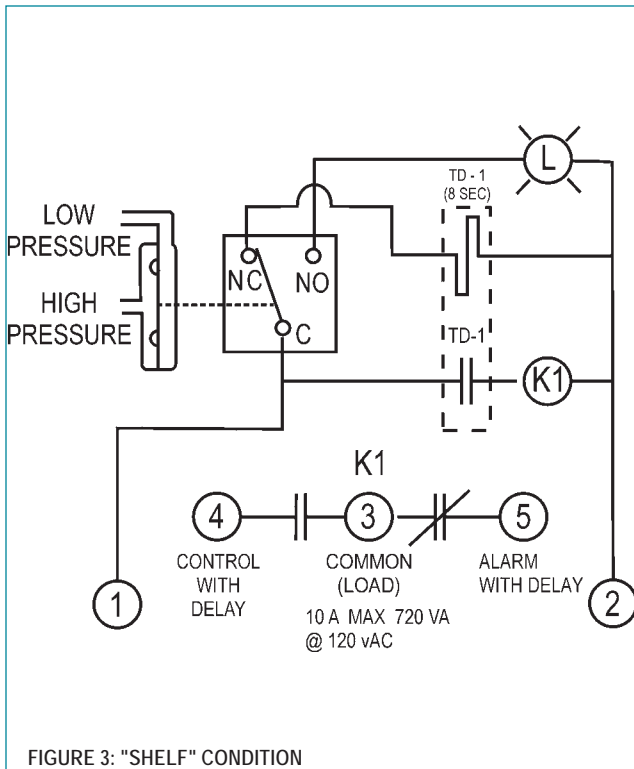 L
TD - 1
(8 SEC)
LOW
PRESSURE
NC
NO
HIGH
PRESSURE
C
TD-1
K1
K1
4
3
5
CONTROL
WITH
DELAY
COMMON
(LOAD)
ALARM
WITH DELAY
1
2
10 A MAX 720 VA
@ 120 vAC
FIGURE 3: "SHELF" CONDITION